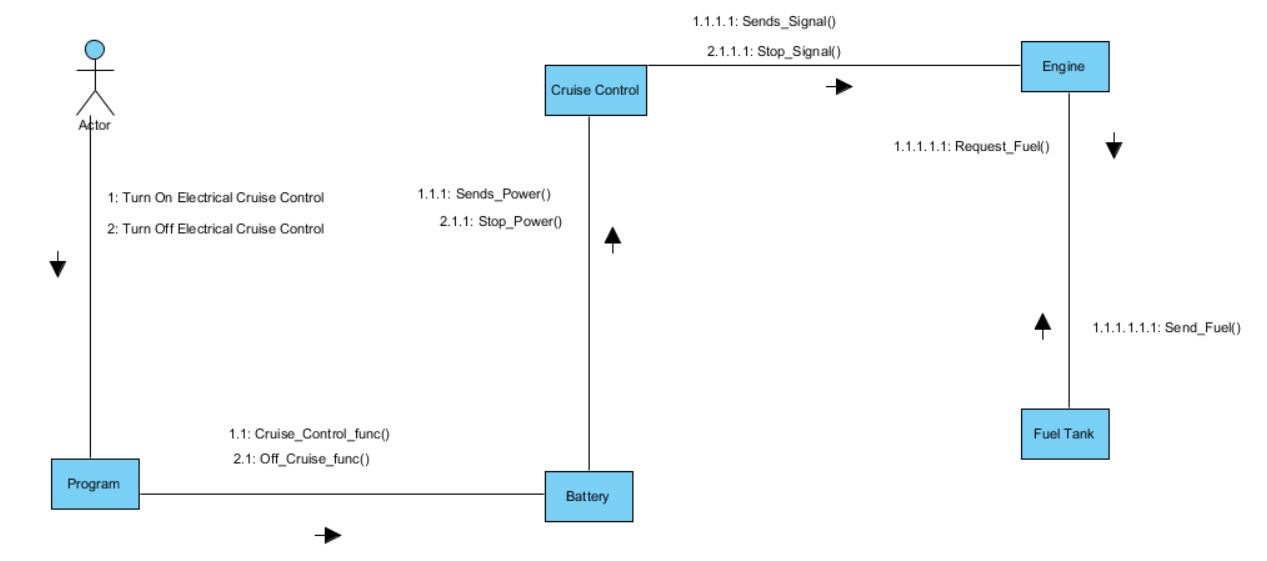 1.1.1.1: Sends_Signal()
2.1.1.1: Stop_Signal()
Engine
Cruise Control
Actor
1.1.1.1.1: Request_Fuel()
1: Turn On Electrical Cruise Control
2: Turn Off Electrical Cruise Control
1.1.1: Sends_Power()
2.1.1: Stop_Power()
1.1.1.1.1.1: Send_Fuel()
1.1: Cruise_Control_func()
2.1: Off_Cruise_func()
Fuel Tank
Program
Battery